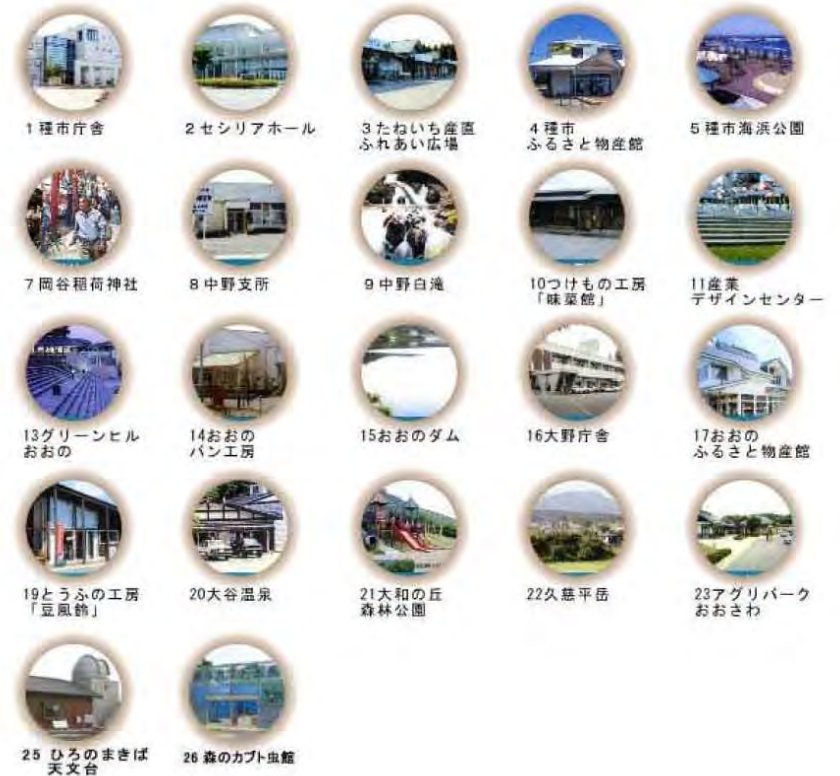 1種市庁舎
2セシリアホール
3たねいち産直
ふれあい広場
4種市
ふるさと物産館
5種市海浜公園
7岡谷稲荷神社
8中野支所
9中野白滝
10つけもの工房
「味菜館」
11産業
デザインセンター
13グリーンヒル
おおの
14おおの
パン工房
15おおのダム
16大野庁舎
17おおの
ふるさと物産館
19とうふの工房
「豆風鈴」
20大谷温泉
21大和の丘
森林公園
22久慈平岳
23アグリパーク
おおさわ
25 ひろのまきば
天文台
26 森のカブト虫館